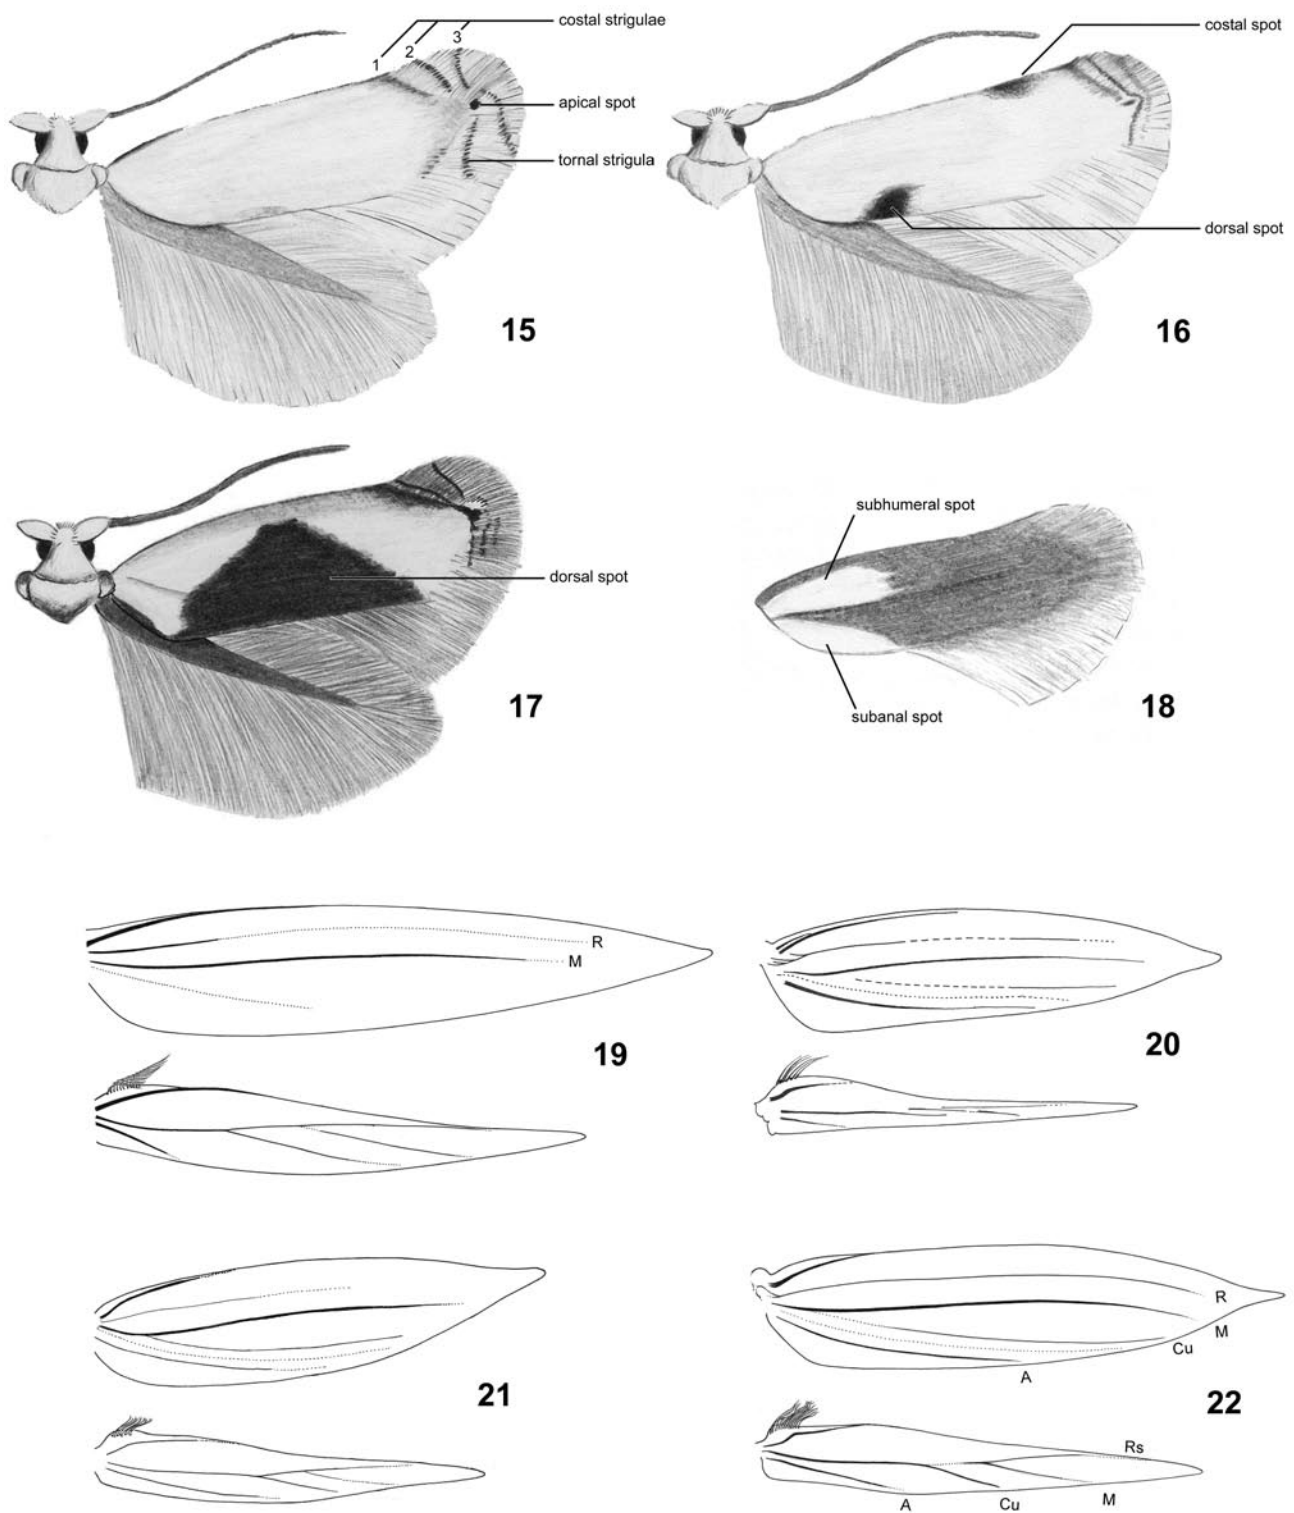 costal strigulae
1
2
3
apical spot
tornal strigula
15
costal spot
dorsal spot
16
dorsal spot
17
subhumeral spot
subanal spot
18
R
M
19
20
21
R
M
Cu
A
22
Rs
A
Cu
M